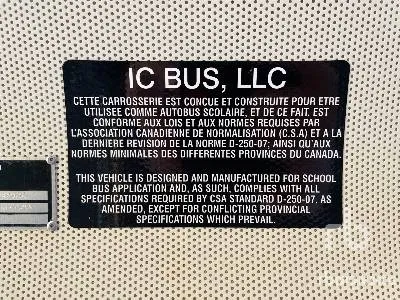 IC BUS, LLC
CETTE CARROSSERIE EST CONCUE ET CONSTRUITE POUR ETRE
UTILISEE COMME AUTOBUS SCOLAIRE, ET DE CE FAIT, EST
CONFORME AUX LOIS ET AUX NORMES REQUISES PAR
L'ASSOCIATION CANADIENNE DE NORMALISATION (C.S.A) ET A LA
DERNIERE REVISION DE LA NORME D-250-07; AINSI QU'AUX
NORMES MINIMALES DES DIFFERENTES PROVINCES DU CANADA.
THIS VEHICLE IS DESIGNED AND MANUFACTURED FOR SCHOOL
BUS APPLICATION AND, AS SUCH, COMPLIES WITH ALL
SPECIFICATIONS REQUIRED BY CSA STANDARD D-250-07. AS
AMENDED, EXCEPT FOR CONFLICTING PROVINCIAL
SPECIFICATIONS WHICH PREVAIL.